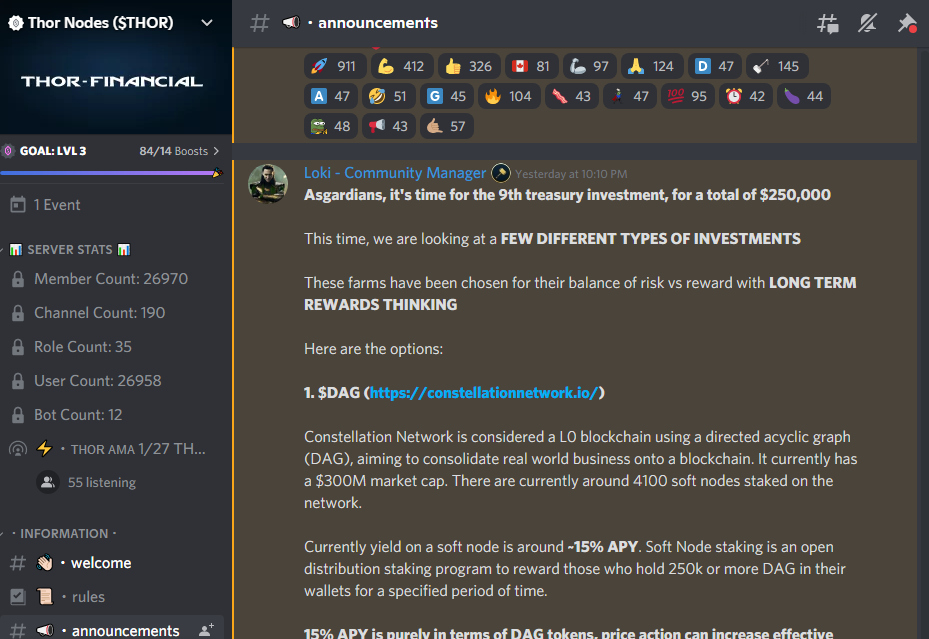 Thor Nodes ($THOR)
THOR-FINANCIAL
GOAL: LVL 3 84/14 Boosts
1 Event
SERVER STATS
Member Count: 26970
Channel Count: 190
Role Count: 35
User Count: 26958
Bot Count: 12
• THOR AMA 1/27 TH...
55 listening
• INFORMATION •
# • welcome
• rules
# • announcements
# • announcements
911 412 326 81 97 124 D 47 145
A 47 51 G 45 104 43 47 100 95 42 44
48 43 57
Loki - Community Manager Yesterday at 10:10 PM
Asgardians, it's time for the 9th treasury investment, for a total of $250,000
This time, we are looking at a FEW DIFFERENT TYPES OF INVESTMENTS
These farms have been chosen for their balance of risk vs reward with LONG TERM
REWARDS THINKING
Here are the options:
1. $DAG (https://constellationnetwork.io/)
Constellation Network is considered a L0 blockchain using a directed acyclic graph
(DAG), aiming to consolidate real world business onto a blockchain. It currently has
a $300M market cap. There are currently around 4100 soft nodes staked on the
network.
Currently yield on a soft node is around ~15% APY. Soft Node staking is an open
distribution staking program to reward those who hold 250k or more DAG in their
wallets for a specified period of time.
15% APY is purely in terms of DAG tokens, price action can increase effective